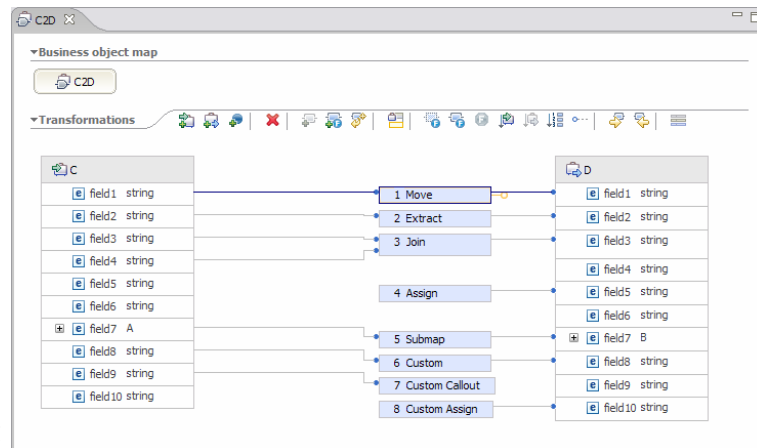 C2D
Business object map
C2D
Transformations
C
D
field1 string
1 Move
field1 string
field2 string
2 Extract
field2 string
field3 string
3 Join
field3 string
field4 string
field4 string
field5 string
4 Assign
field5 string
field6 string
field6 string
field7 A
5 Submap
field7 B
field8 string
6 Custom
field8 string
field9 string
7 Custom Callout
field9 string
field10 string
8 Custom Assign
field10 string